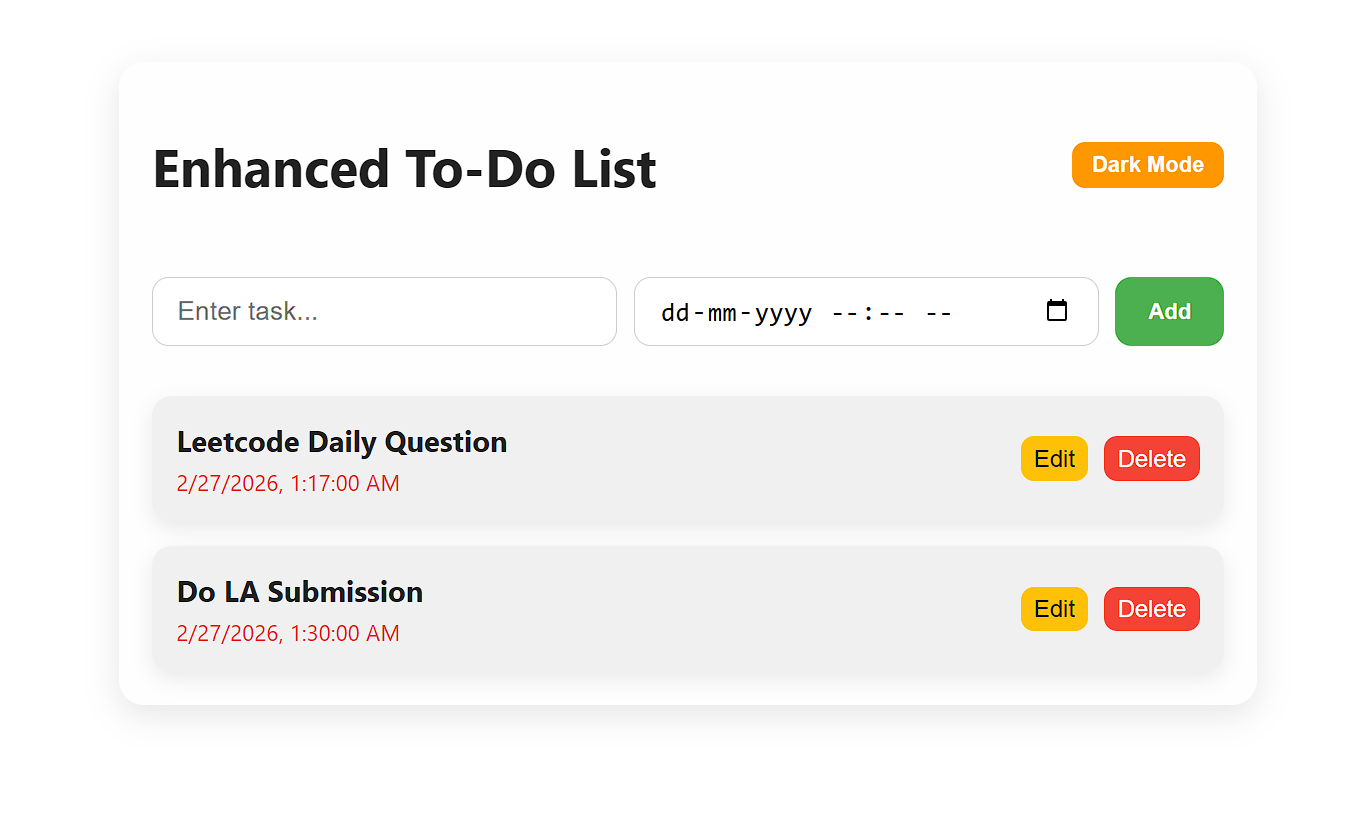 Enhanced To-Do List
Dark Mode
Enter task...
dd-mm-yyyy --:-- --
Add
Leetcode Daily Question
2/27/2026, 1:17:00 AM
Edit
Delete
Do LA Submission
2/27/2026, 1:30:00 AM
Edit
Delete